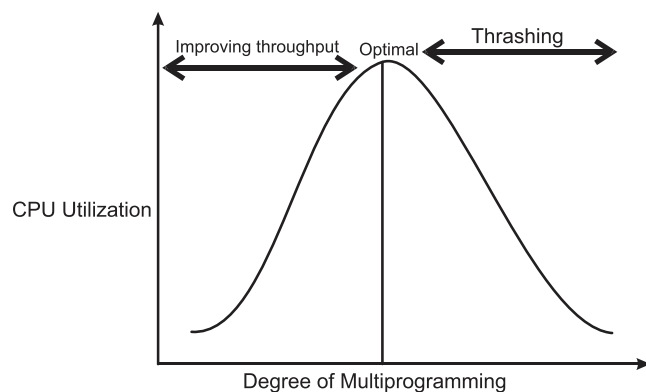 Improving throughput
Optimal
Thrashing
CPU Utilization
Degree of Multiprogramming